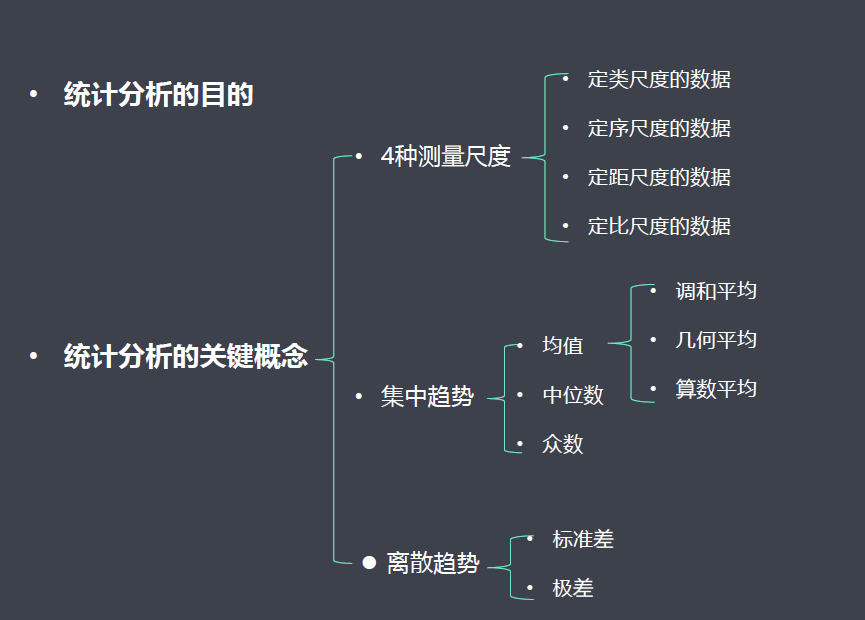 统计分析的目的
统计分析的关键概念
4种测量尺度
定类尺度的数据
定序尺度的数据
定距尺度的数据
定比尺度的数据
集中趋势
均值
调和平均
几何平均
算数平均
中位数
众数
离散趋势
标准差
极差